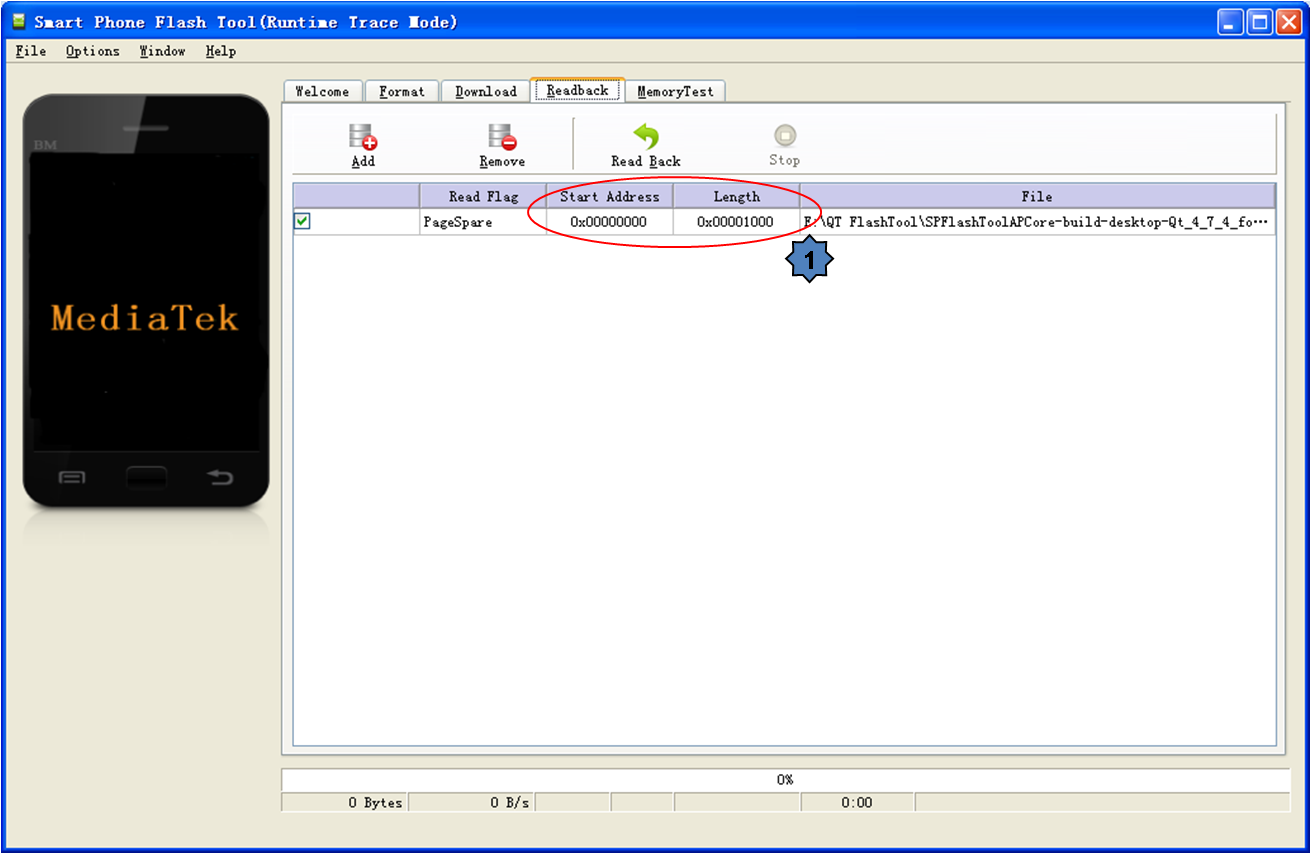 Smart Phone Flash Tool(Runtime Trace Mode)
File Options Window Help
Welcome Format Download Readback MemoryTest
BM
Add Remove Read Back Stop
Read Flag Start Address Length File
PageSpare 0x00000000 0x00001000 F:\QT FlashTool\SPFlashToolAPCore-build-desktop-Qt_4_7_4_fo···
1
MediaTek
0%
0 Bytes 0 B/s 0:00